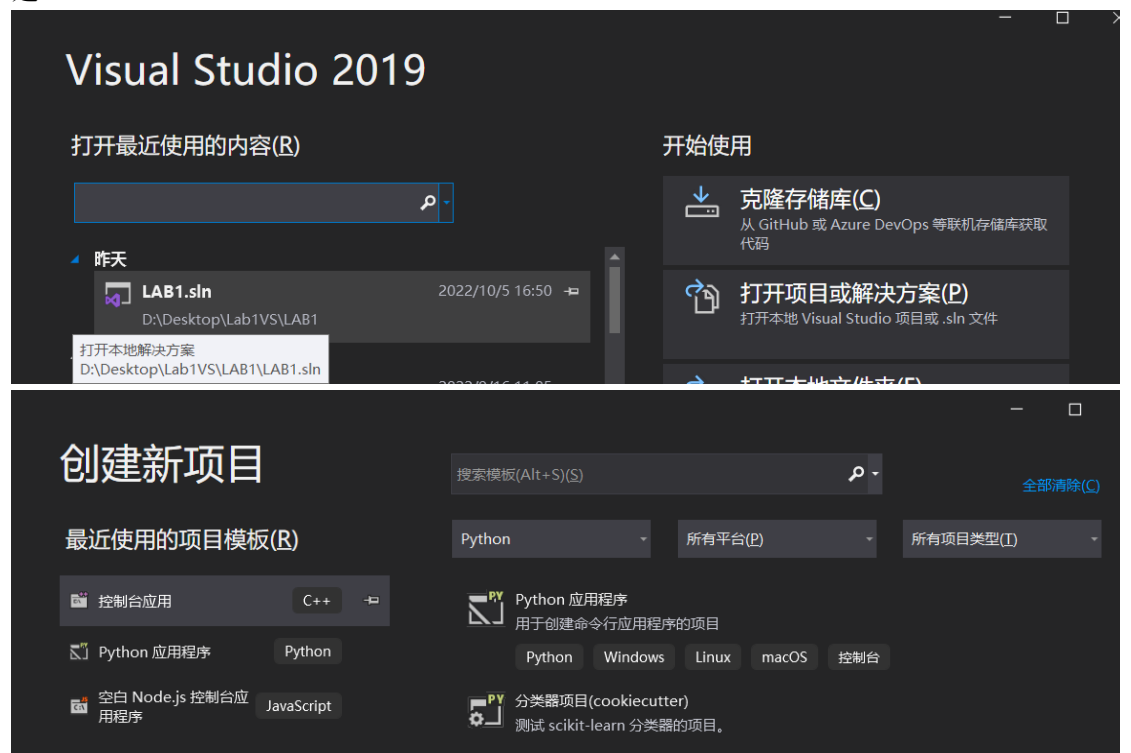 Visual Studio 2019
打开最近使用的内容(R)
昨天
LAB1.sln
2022/10/5 16:50
D:\Desktop\Lab1VS\LAB1
打开本地解决方案
D:\Desktop\Lab1VS\LAB1\LAB1.sln
开始使用
克隆存储库(C)
从 GitHub 或 Azure DevOps 等联机存储库获取
代码
打开项目或解决方案(P)
打开本地 Visual Studio 项目或 .sln 文件
创建新项目
搜索模板(Alt+S)(S)
全部清除(C)
最近使用的项目模板(R)
Python
所有平台(P)
所有项目类型(T)
控制台应用
C++
Python 应用程序
Python
空白 Node.js 控制台应
用程序
JavaScript
Python 应用程序
用于创建命令行应用程序的项目
Python Windows Linux macOS 控制台
分类器项目(cookiecutter)
测试 scikit-learn 分类器的项目。